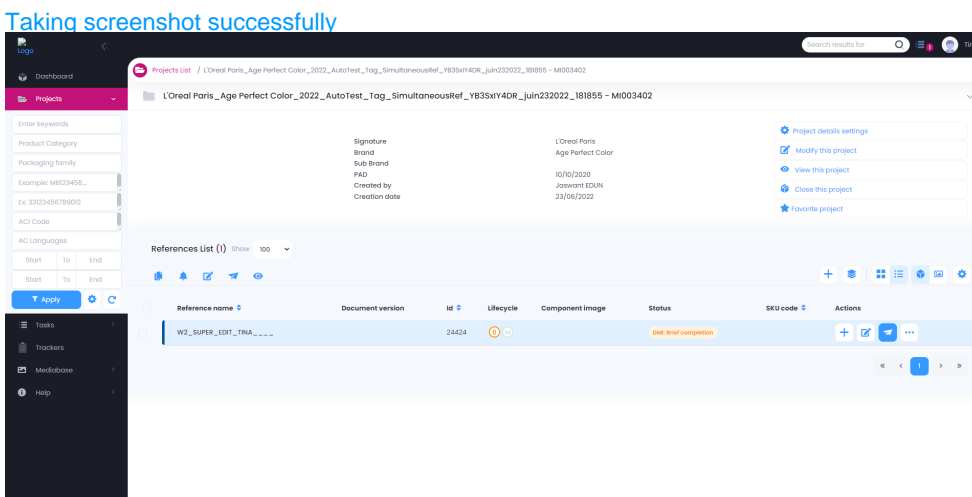 Taking screenshot successfully
Logo
Search results for
1
Tin
Dashboard
Projects
Enter keywords
Product Category
Packaging family
Example: MB123456...
Ex: 33123456789012
ACI Code
AC Languages
Start To End
Start To End
Apply
Tasks
Trackers
Mediabase
Help
Projects List / L'Oreal Paris_Age Perfect Color_2022_AutoTest_Tag_SimultaneousRef_YB3SxIY4DR_juin232022_181855 - MI003402
L'Oreal Paris_Age Perfect Color_2022_AutoTest_Tag_SimultaneousRef_YB3SxIY4DR_juin232022_181855 - MI003402
Signature L'Oreal Paris
Brand Age Perfect Color
Sub Brand
PAD 10/10/2020
Created by Jaswant EDUN
Creation date 23/06/2022
Project details settings
Modify this project
View this project
Close this project
Favorite project
References List (1) Show 100
Reference name Document version Id Lifecycle Component image Status SKU code Actions
W2_SUPER_EDIT_TINA____ 24424 B DMI: Brief completion
« ‹ 1 › »